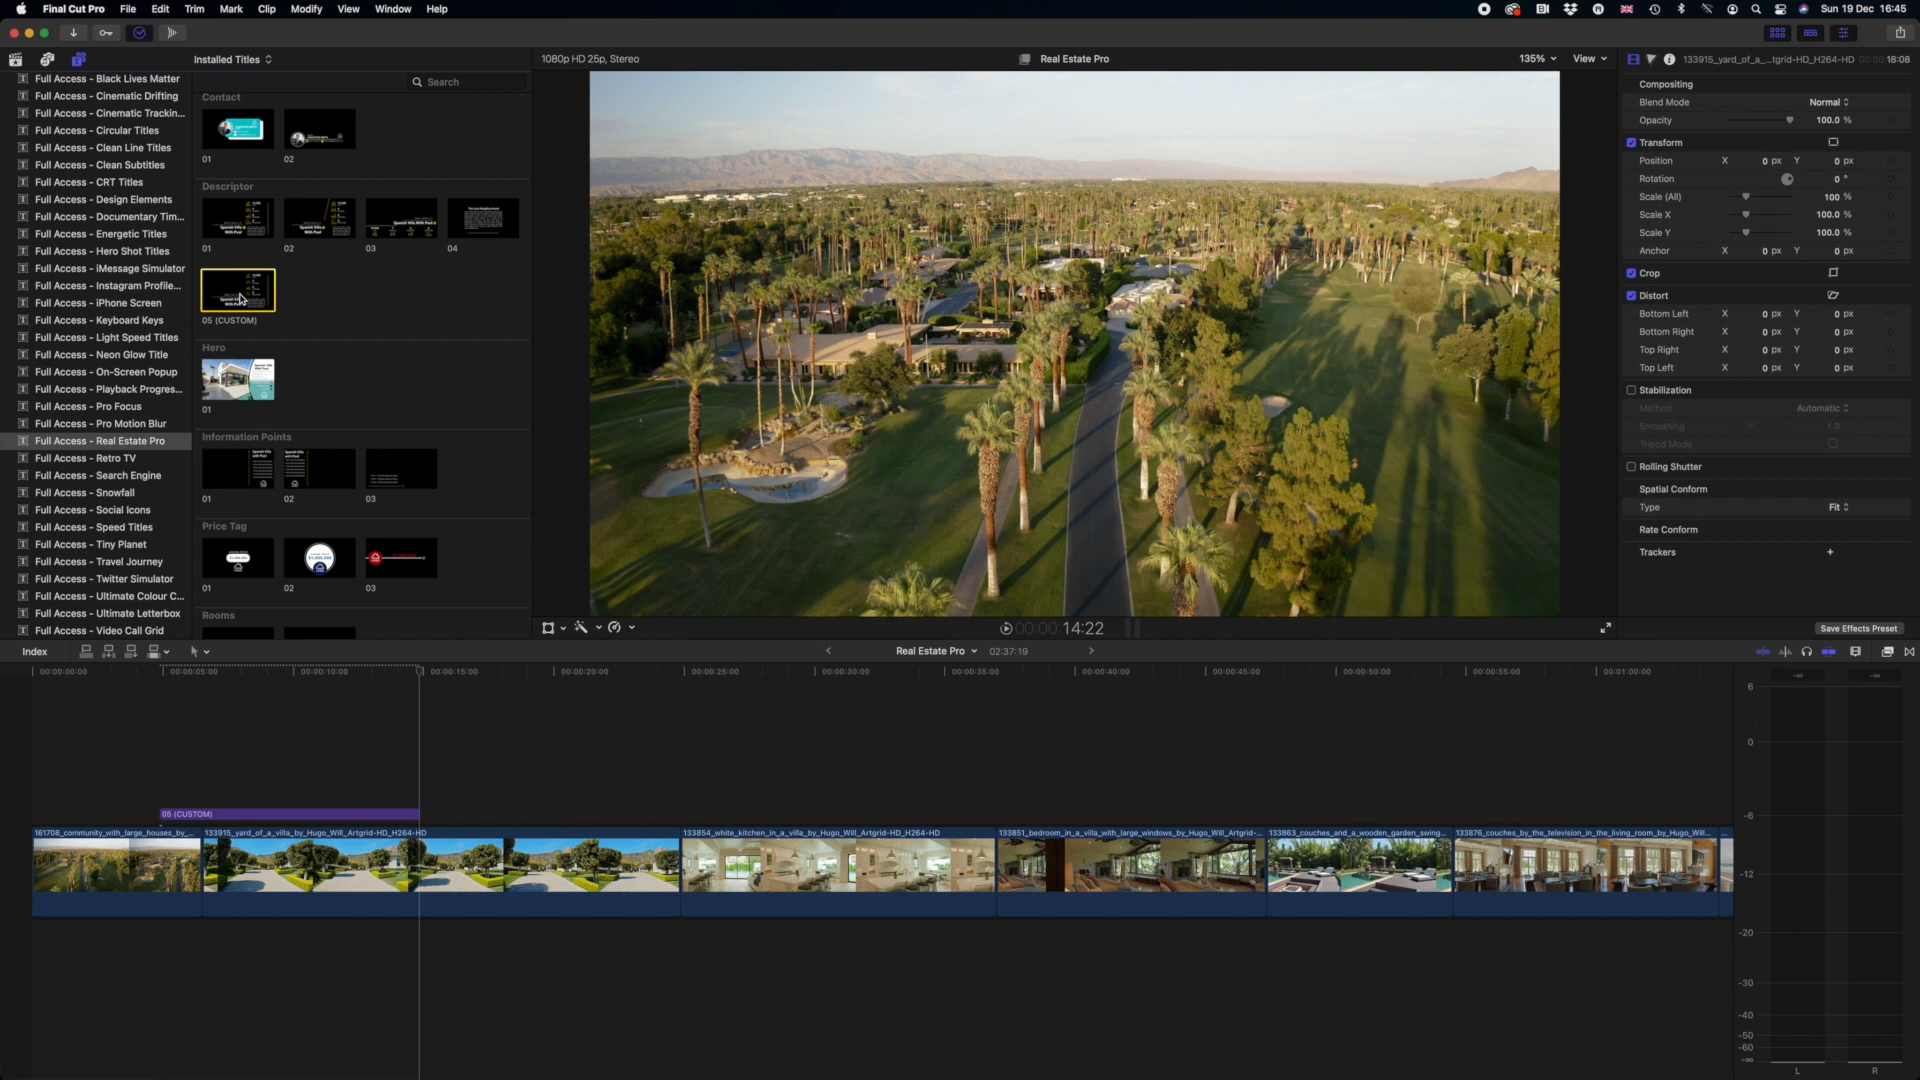 Final Cut Pro File Edit Trim Mark Clip Modify View Window Help
Sun 19 Dec 16:45
Installed Titles
1080p HD 25p, Stereo
Real Estate Pro
135%
View
133915_yard_of_a_...tgrid-HD_H264-HD
00:00:18:08
Full Access - Black Lives Matter
Full Access - Cinematic Drifting
Full Access - Cinematic Trackin...
Full Access - Circular Titles
Full Access - Clean Line Titles
Full Access - Clean Subtitles
Full Access - CRT Titles
Full Access - Design Elements
Full Access - Documentary Tim...
Full Access - Energetic Titles
Full Access - Hero Shot Titles
Full Access - iMessage Simulator
Full Access - Instagram Profile...
Full Access - iPhone Screen
Full Access - Keyboard Keys
Full Access - Light Speed Titles
Full Access - Neon Glow Title
Full Access - On-Screen Popup
Full Access - Playback Progres...
Full Access - Pro Focus
Full Access - Pro Motion Blur
Full Access - Real Estate Pro
Full Access - Retro TV
Full Access - Search Engine
Full Access - Snowfall
Full Access - Social Icons
Full Access - Speed Titles
Full Access - Tiny Planet
Full Access - Travel Journey
Full Access - Twitter Simulator
Full Access - Ultimate Colour C...
Full Access - Ultimate Letterbox
Full Access - Video Call Grid
Search
Contact
01 02
Descriptor
01 02 03 04
05 (CUSTOM)
Hero
01
Information Points
01 02 03
Price Tag
01 02 03
Rooms
Compositing
Blend Mode Normal
Opacity 100.0 %
Transform
Position X 0 px Y 0 px
Rotation 0 °
Scale (All) 100 %
Scale X 100.0 %
Scale Y 100.0 %
Anchor X 0 px Y 0 px
Crop
Distort
Bottom Left X 0 px Y 0 px
Bottom Right X 0 px Y 0 px
Top Right X 0 px Y 0 px
Top Left X 0 px Y 0 px
Stabilization
Method Automatic
Smoothing 1.0
Tripod Mode
Rolling Shutter
Spatial Conform
Type Fit
Rate Conform
Trackers +
Save Effects Preset
00:00:14:22
Index
Real Estate Pro 02:37:19
00:00:00:00 00:00:05:00 00:00:10:00 00:00:15:00 00:00:20:00 00:00:25:00 00:00:30:00 00:00:35:00 00:00:40:00 00:00:45:00 00:00:50:00 00:00:55:00 00:01:00:00
05 (CUSTOM)
161708_community_with_large_houses_by_...
133915_yard_of_a_villa_by_Hugo_Will_Artgrid-HD_H264-HD
133854_white_kitchen_in_a_villa_by_Hugo_Will_Artgrid-HD_H264-HD
133851_bedroom_in_a_villa_with_large_windows_by_Hugo_Will_Artgrid-...
133863_couches_and_a_wooden_garden_swing...
133876_couches_by_the_television_in_the_living_room_by_Hugo_Will...
...
-∞ -∞
6
0
-6
-12
-20
-30
-40
-50
-60
-∞
L R